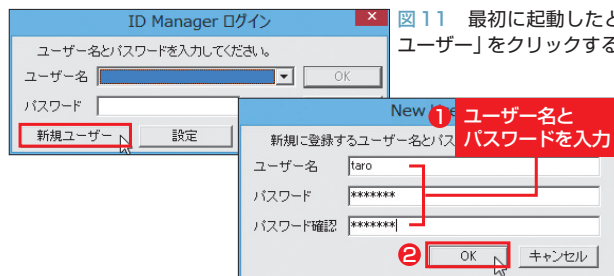 ID Manager ログイン
ユーザー名とパスワードを入力してください。
ユーザー名
OK
パスワード
新規ユーザー
設定
図11 最初に起動したと
ユーザー」をクリックする
New
❶ ユーザー名と
パスワードを入力
新規に登録するユーザー名とパス
ユーザー名 taro
パスワード *******
パスワード確認 *******
❷ OK
キャンセル